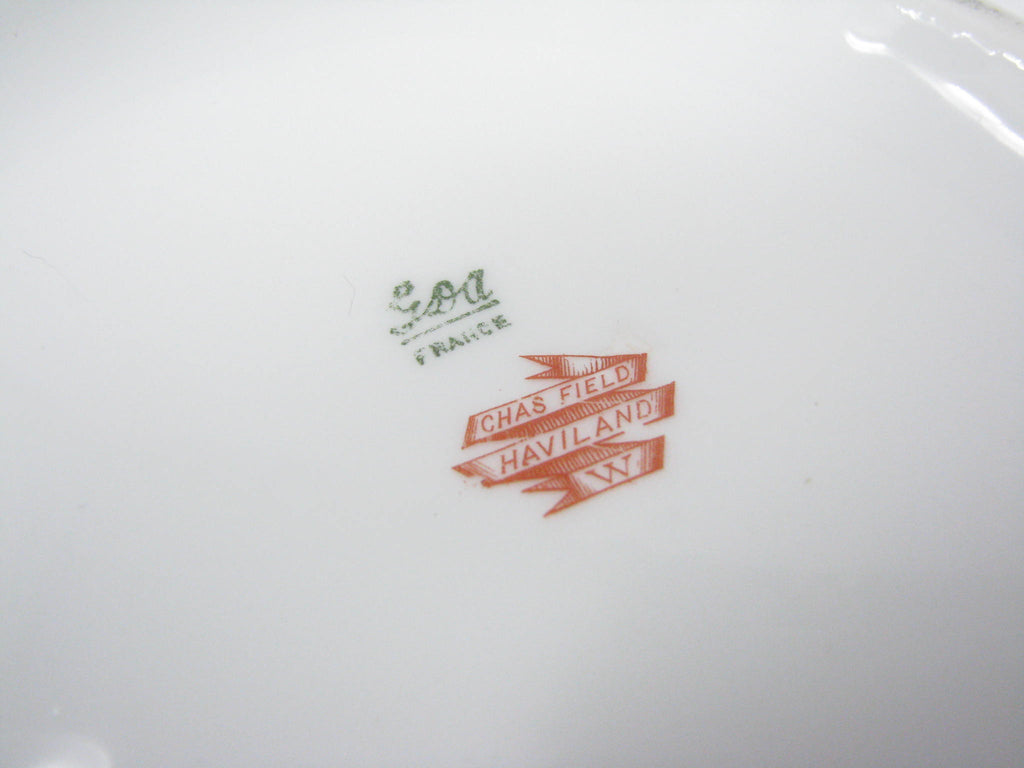 GDA
FRANCE
CHAS FIELD
HAVILAND
W